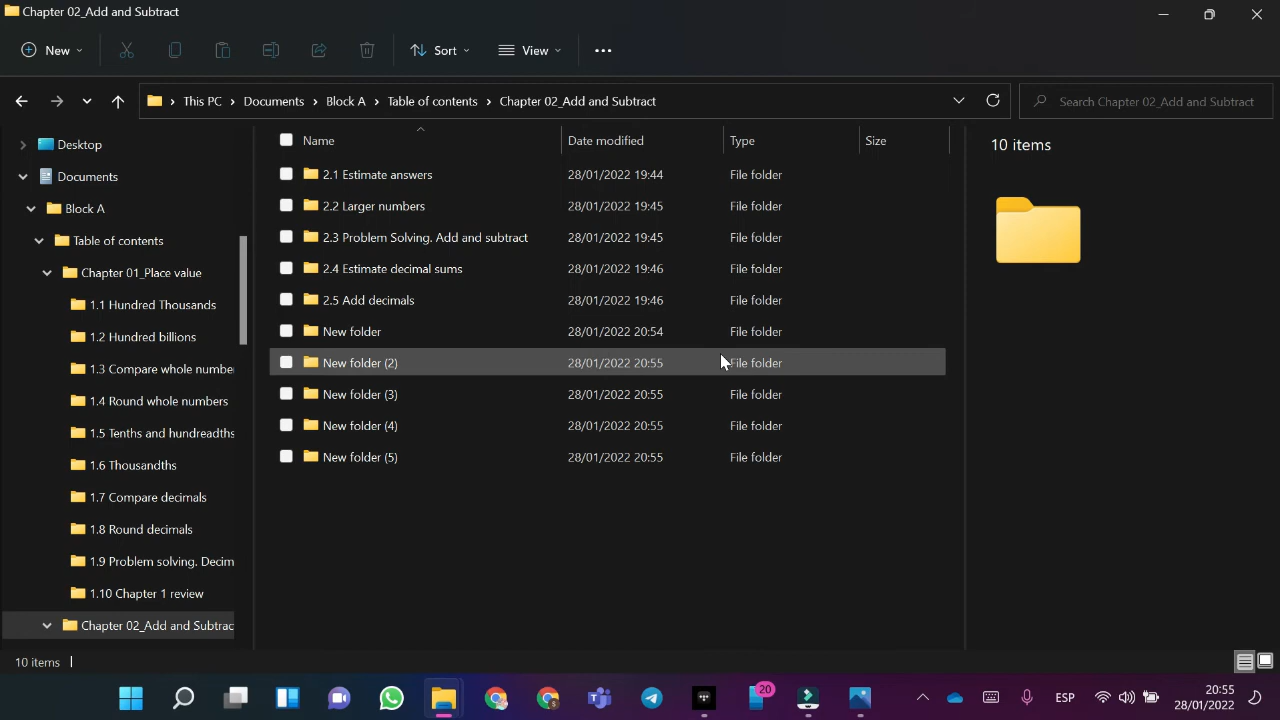 Chapter 02_Add and Subtract
New
Sort
View
This PC > Documents > Block A > Table of contents > Chapter 02_Add and Subtract
Search Chapter 02_Add and Subtract
Desktop
Documents
Block A
Table of contents
Chapter 01_Place value
1.1 Hundred Thousands
1.2 Hundred billions
1.3 Compare whole numbe
1.4 Round whole numbers
1.5 Tenths and hundreadths
1.6 Thousandths
1.7 Compare decimals
1.8 Round decimals
1.9 Problem solving. Decim
1.10 Chapter 1 review
Chapter 02_Add and Subtrac
Name Date modified Type Size
2.1 Estimate answers 28/01/2022 19:44 File folder
2.2 Larger numbers 28/01/2022 19:45 File folder
2.3 Problem Solving. Add and subtract 28/01/2022 19:45 File folder
2.4 Estimate decimal sums 28/01/2022 19:46 File folder
2.5 Add decimals 28/01/2022 19:46 File folder
New folder 28/01/2022 20:54 File folder
New folder (2) 28/01/2022 20:55 File folder
New folder (3) 28/01/2022 20:55 File folder
New folder (4) 28/01/2022 20:55 File folder
New folder (5) 28/01/2022 20:55 File folder
10 items
10 items
20
ESP
20:55
28/01/2022